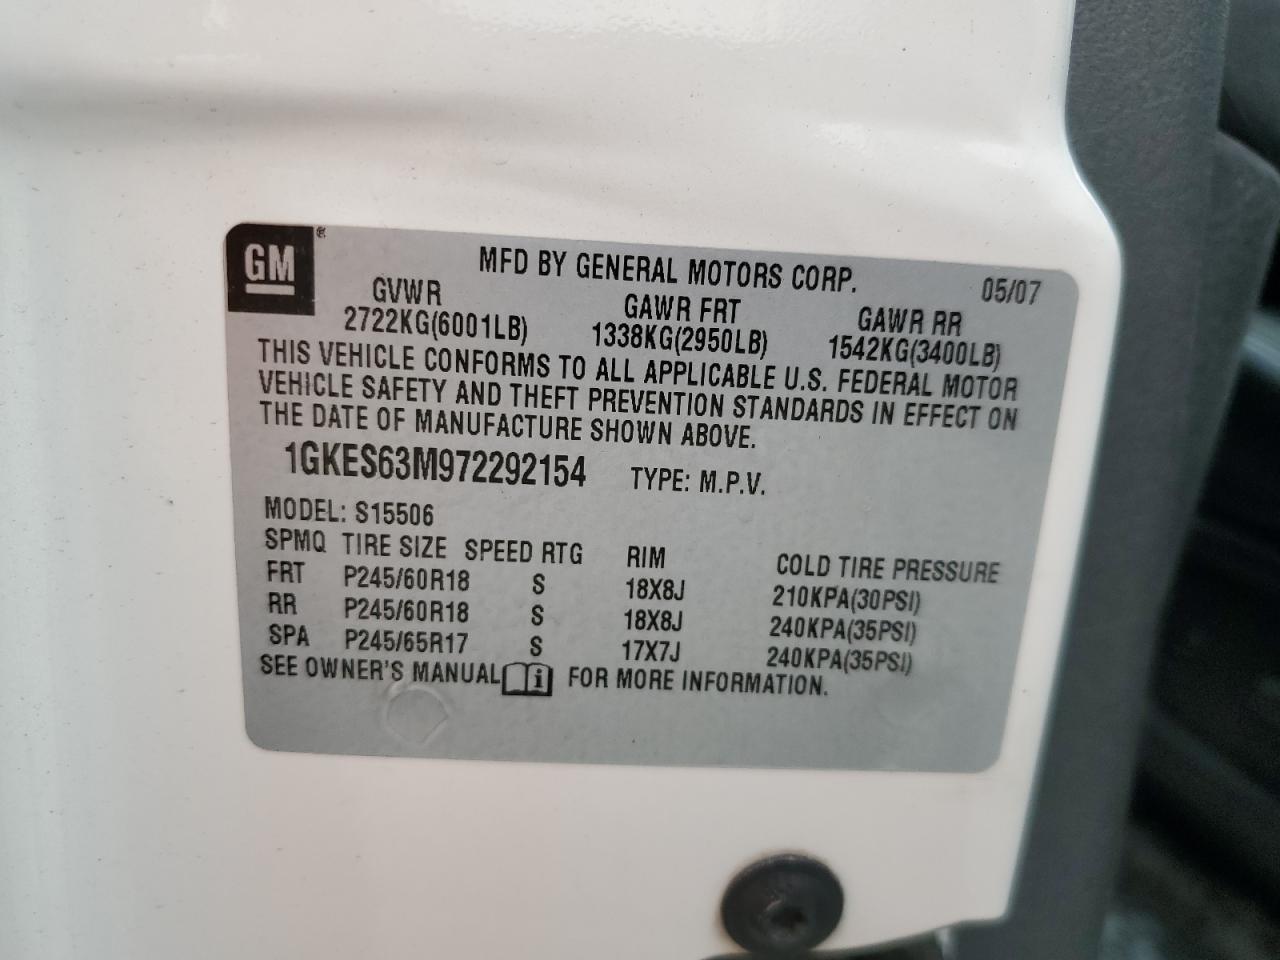 GM®
MFD BY GENERAL MOTORS CORP. 05/07
GVWR GAWR FRT GAWR RR
2722KG(6001LB) 1338KG(2950LB) 1542KG(3400LB)
THIS VEHICLE CONFORMS TO ALL APPLICABLE U.S. FEDERAL MOTOR
VEHICLE SAFETY AND THEFT PREVENTION STANDARDS IN EFFECT ON
THE DATE OF MANUFACTURE SHOWN ABOVE.
1GKES63M972292154 TYPE: M.P.V.
MODEL: S15506
SPMQ TIRE SIZE SPEED RTG RIM COLD TIRE PRESSURE
FRT P245/60R18 S 18X8J 210KPA(30PSI)
RR P245/60R18 S 18X8J 240KPA(35PSI)
SPA P245/65R17 S 17X7J 240KPA(35PSI)
SEE OWNER'S MANUAL i FOR MORE INFORMATION.